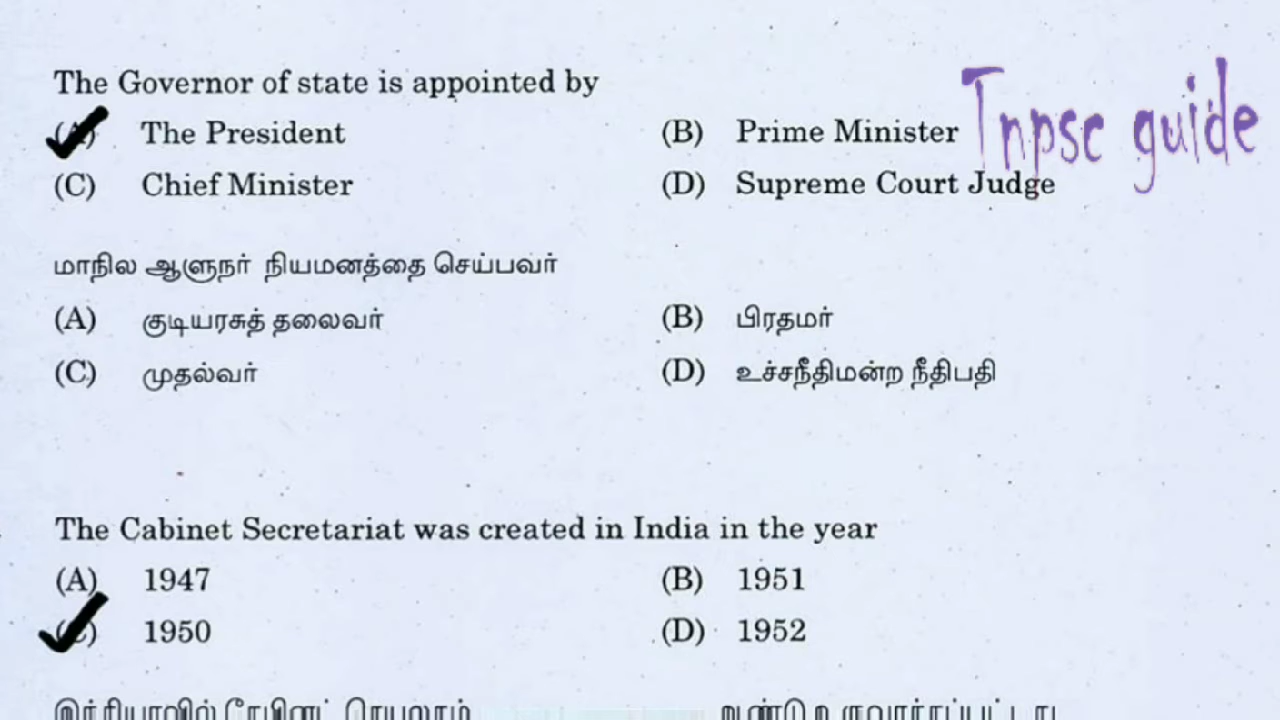 The Governor of state is appointed by
(A) The President (B) Prime Minister Tnpsc guide
(C) Chief Minister (D) Supreme Court Judge
மாநில ஆளுநர் நியமனத்தை செய்பவர்
(A) குடியரசுத் தலைவர் (B) பிரதமர்
(C) முதல்வர் (D) உச்சநீதிமன்ற நீதிபதி
The Cabinet Secretariat was created in India in the year
(A) 1947 (B) 1951
(C) 1950 (D) 1952